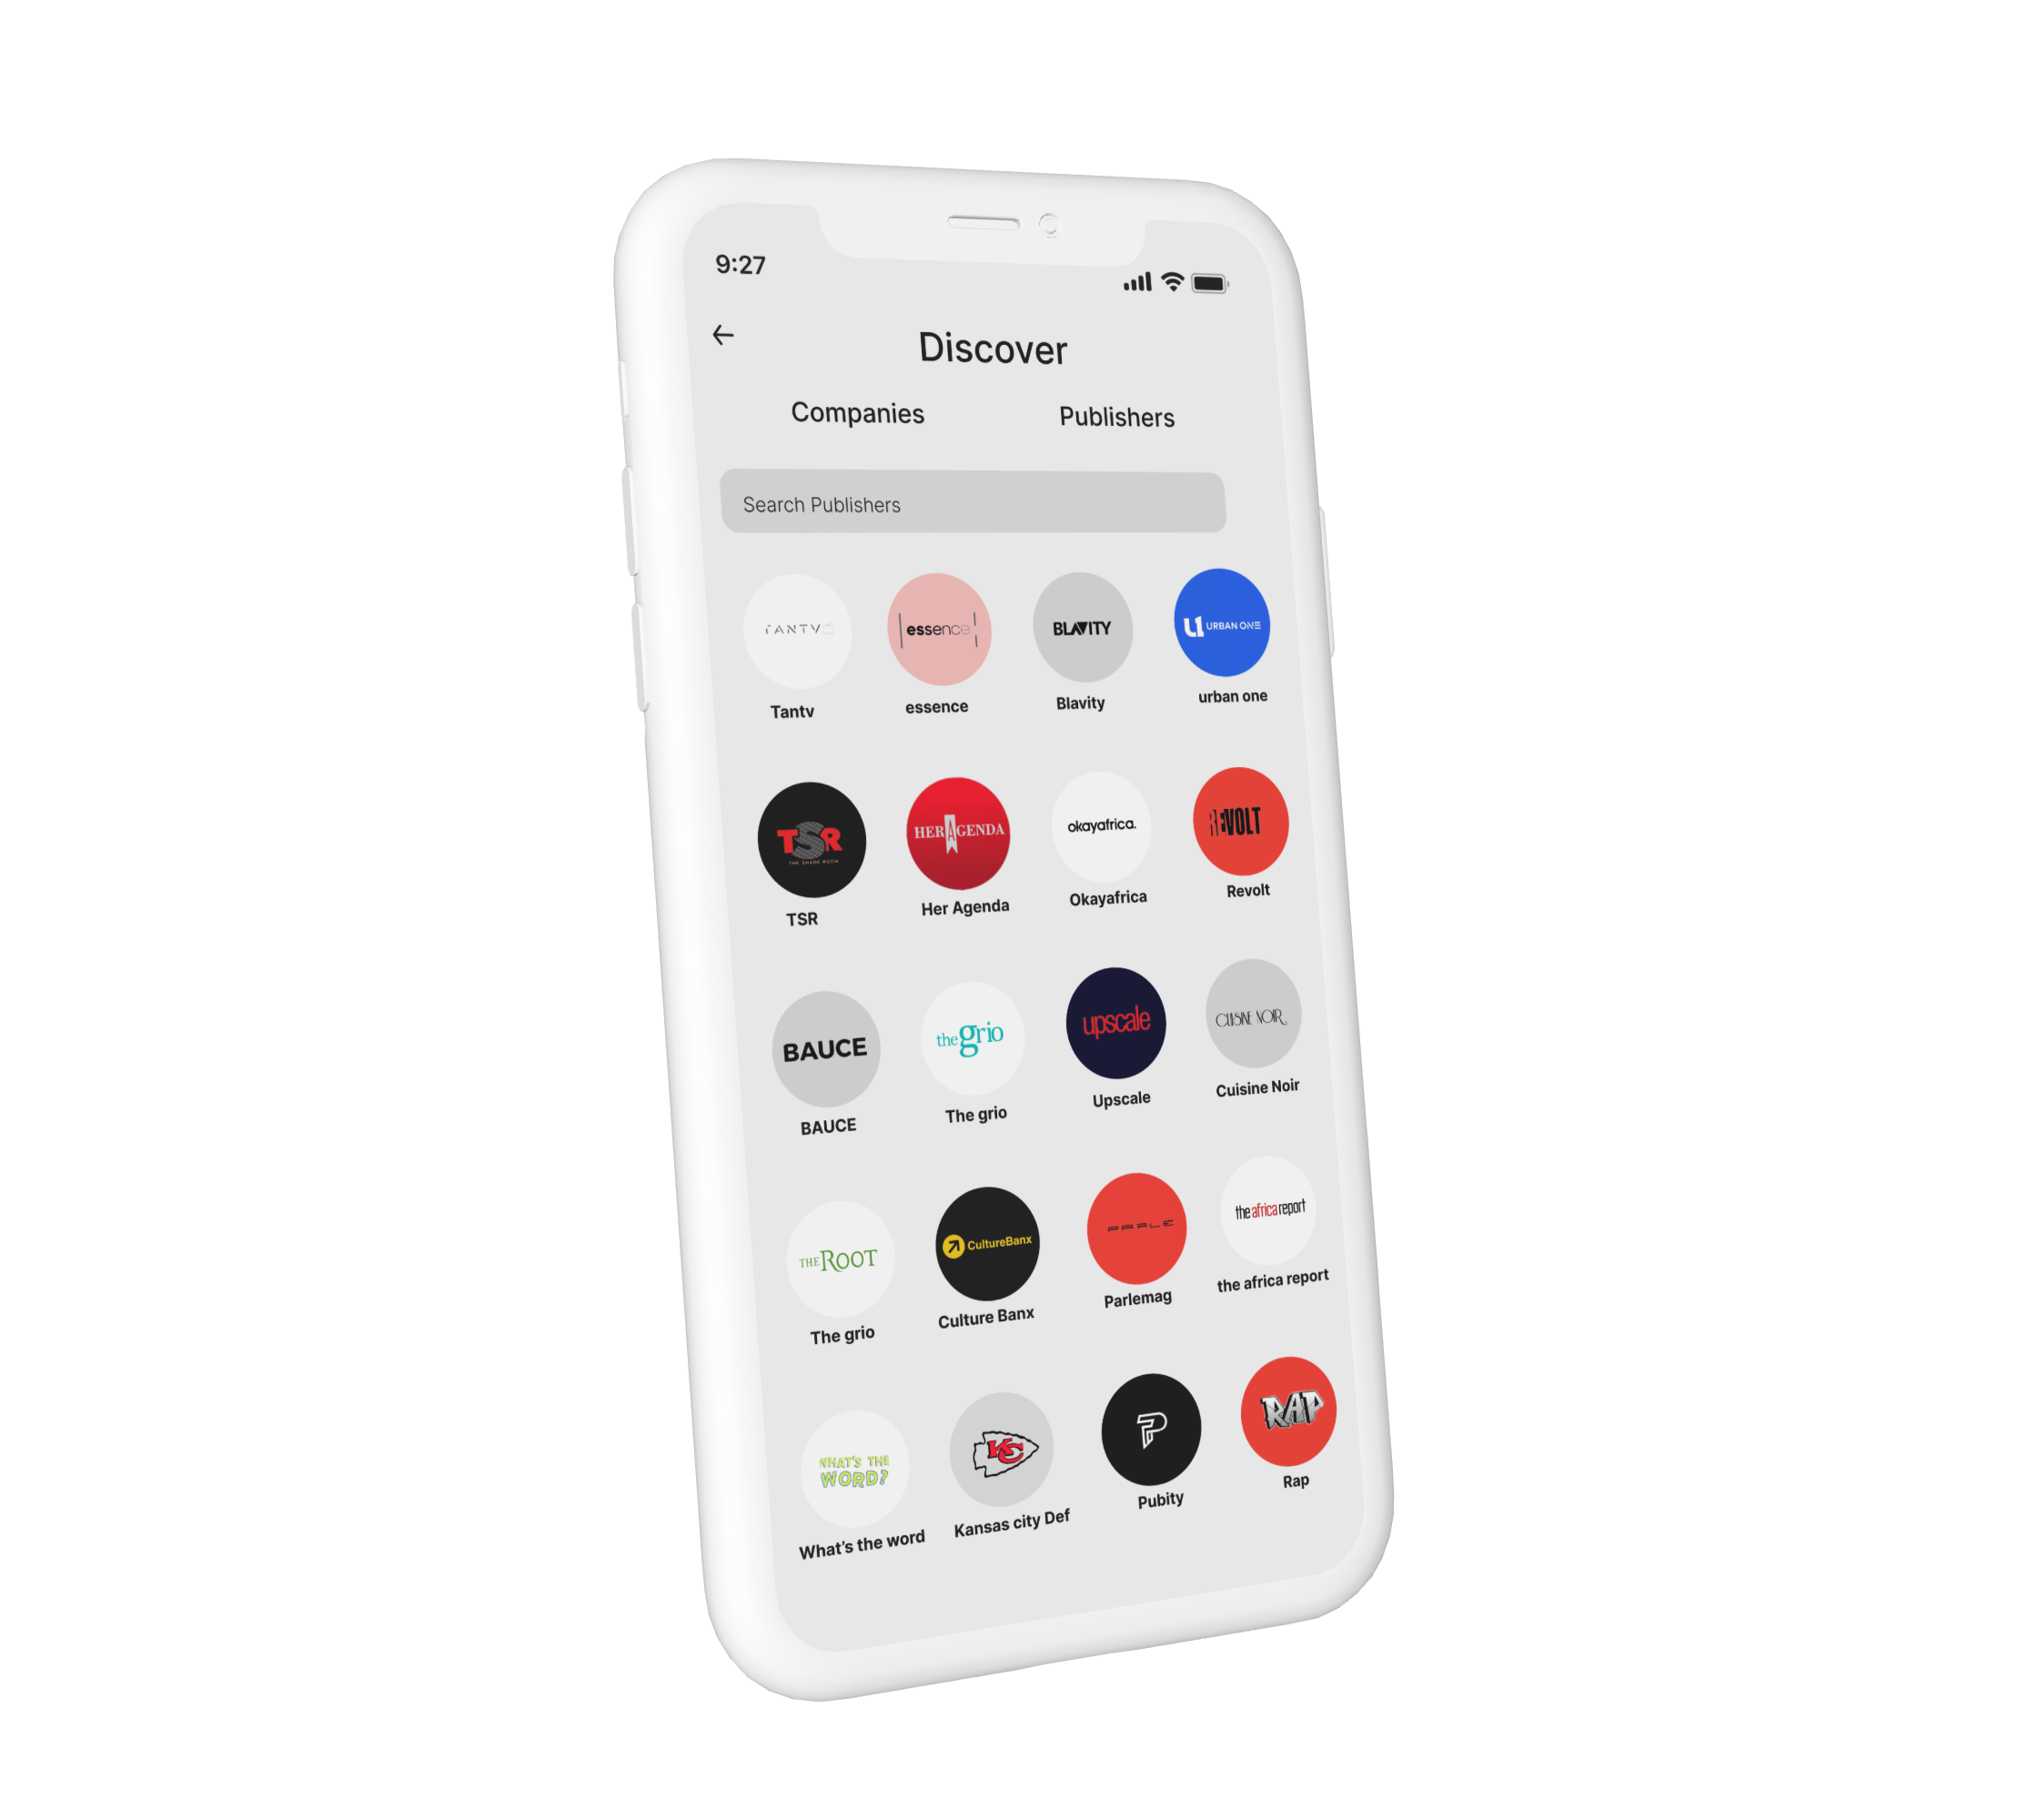 9:27
Discover
Companies Publishers
Search Publishers
TANTV essence BLAVITY URBAN ONE
Tantv essence Blavity urban one
TSR HER AGENDA okayafrica. REVOLT
THE SHADE ROOM
TSR Her Agenda Okayafrica Revolt
BAUCE the grio upscale CUISINE NOIR
BAUCE The grio Upscale Cuisine Noir
THE ROOT CultureBanx PARLE the africa report
The grio Culture Banx Parlemag the africa report
WHAT'S THE WORD? KC P RAP
What's the word Kansas city Def Pubity Rap